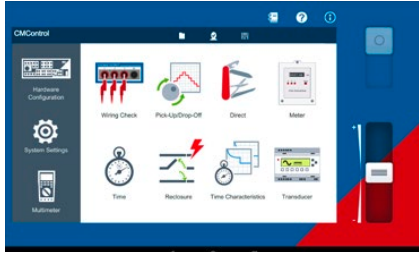 CMControl
Hardware
Configuration
System Settings
Multimeter
Wiring Check
Pick-Up/Drop-Off
Direct
Meter
Time
Reclosure
Time Characteristics
Transducer